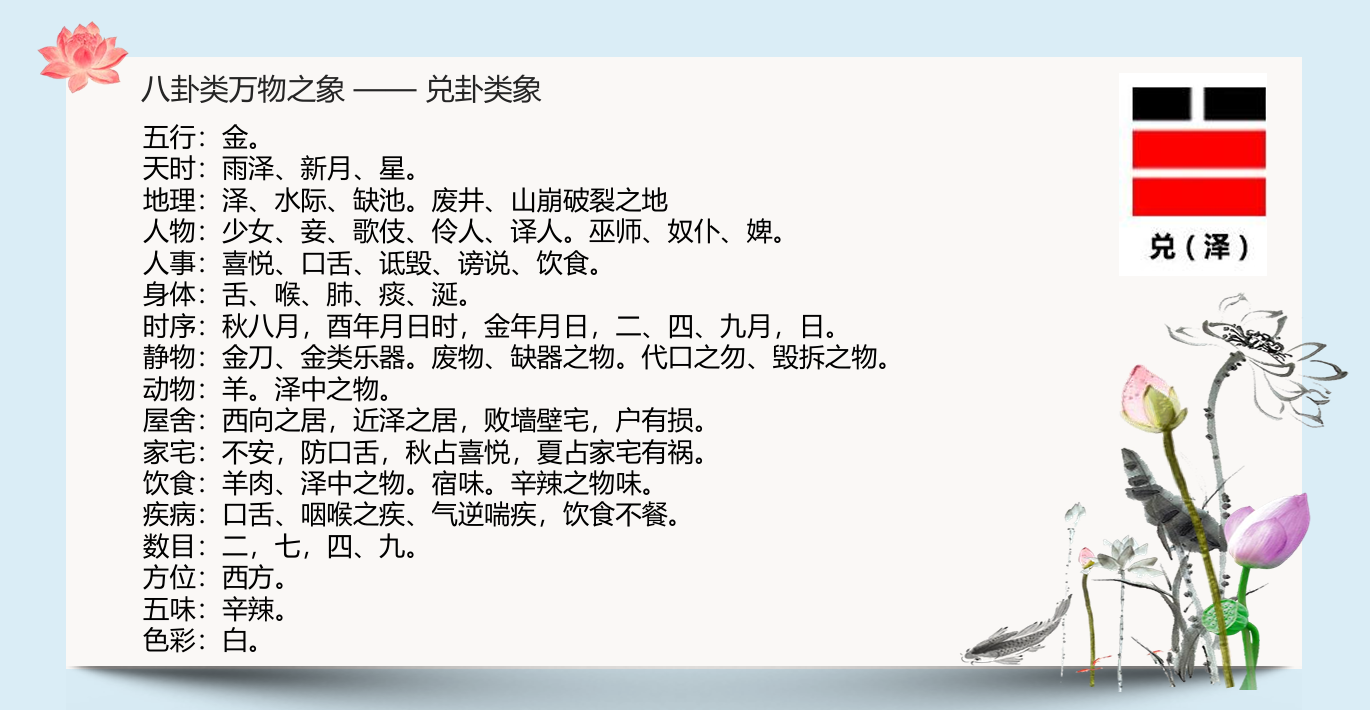 八卦类万物之象 —— 兑卦类象
五行：金。
天时：雨泽、新月、星。
地理：泽、水际、缺池。废井、山崩破裂之地
人物：少女、妾、歌伎、伶人、译人。巫师、奴仆、婢。
人事：喜悦、口舌、诋毁、谤说、饮食。
身体：舌、喉、肺、痰、涎。
时序：秋八月，酉年月日时，金年月日，二、四、九月，日。
静物：金刀、金类乐器。废物、缺器之物。代口之勿、毁拆之物。
动物：羊。泽中之物。
屋舍：西向之居，近泽之居，败墙壁宅，户有损。
家宅：不安，防口舌，秋占喜悦，夏占家宅有祸。
饮食：羊肉、泽中之物。宿味。辛辣之物味。
疾病：口舌、咽喉之疾、气逆喘疾，饮食不餐。
数目：二，七，四、九。
方位：西方。
五味：辛辣。
色彩：白。
兑（泽）